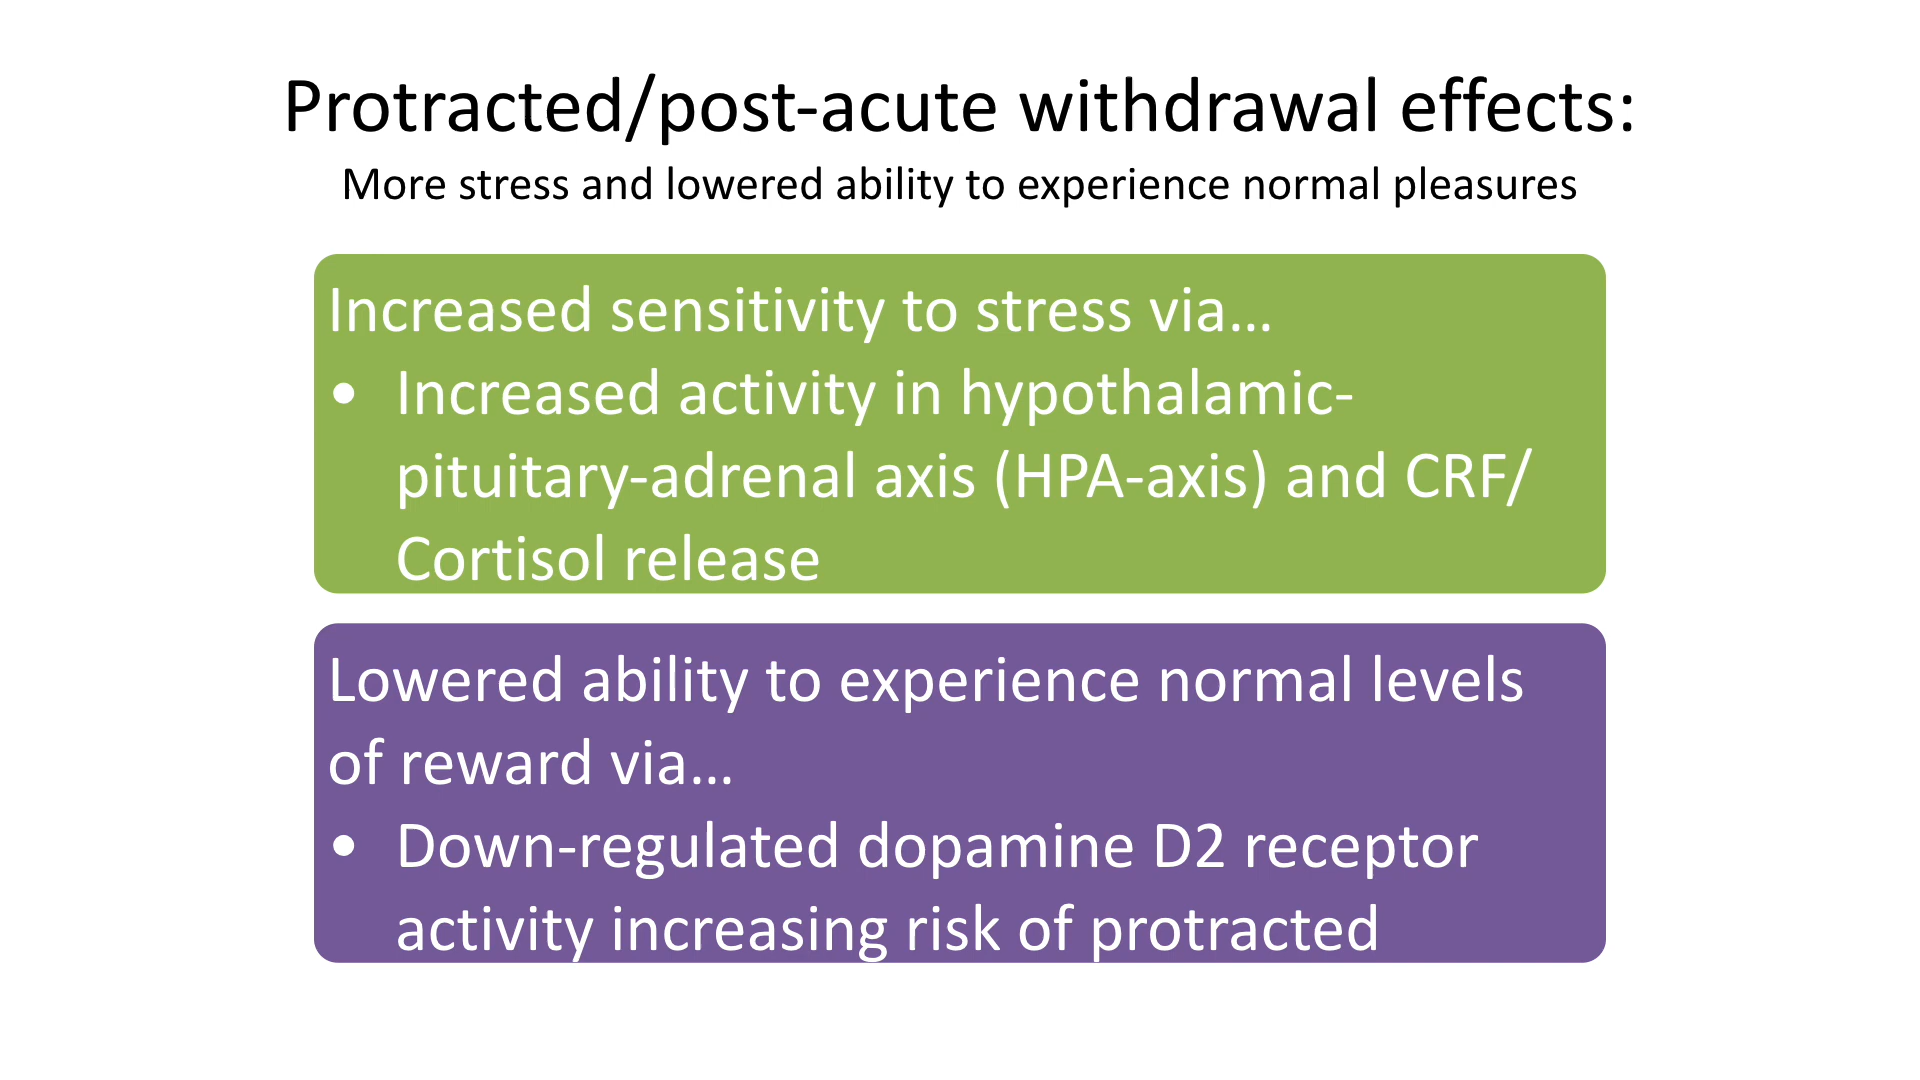 Protracted/post-acute withdrawal effects:
More stress and lowered ability to experience normal pleasures
Increased sensitivity to stress via…
• Increased activity in hypothalamic-
pituitary-adrenal axis (HPA-axis) and CRF/
Cortisol release
Lowered ability to experience normal levels
of reward via…
• Down-regulated dopamine D2 receptor
activity increasing risk of protracted